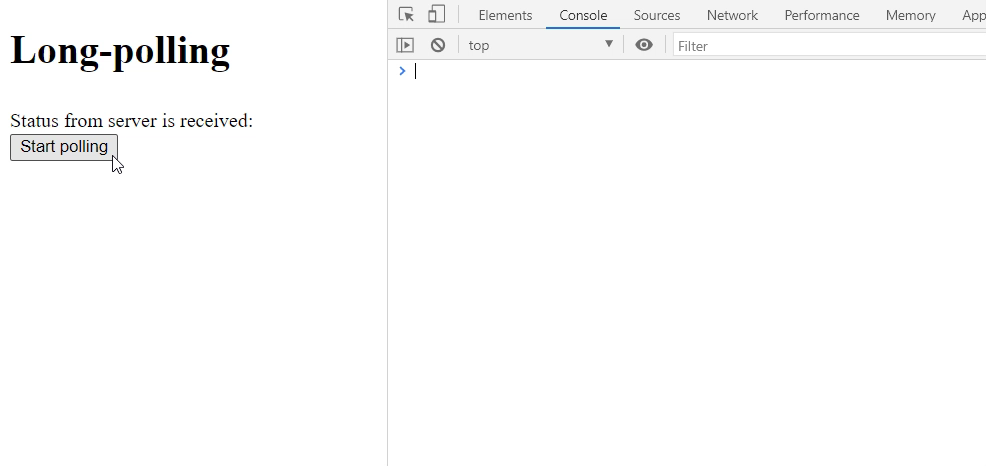 Long-polling
Status from server is received:
Start polling
Elements Console Sources Network Performance Memory App
top Filter